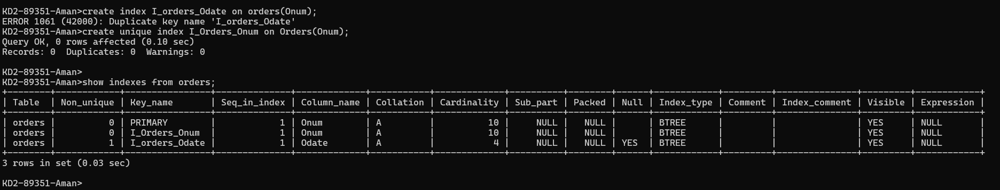 KD2-89351-Aman>create index I_orders_Odate on orders(Onum);
ERROR 1061 (42000): Duplicate key name 'I_orders_Odate'
KD2-89351-Aman>create unique index I_Orders_Onum on Orders(Onum);
Query OK, 0 rows affected (0.10 sec)
Records: 0  Duplicates: 0  Warnings: 0

KD2-89351-Aman>
KD2-89351-Aman>show indexes from orders;
+--------+------------+----------------+--------------+-------------+-----------+-------------+----------+--------+------+------------+---------+---------------+---------+------------+
| Table  | Non_unique | Key_name       | Seq_in_index | Column_name | Collation | Cardinality | Sub_part | Packed | Null | Index_type | Comment | Index_comment | Visible | Expression |
+--------+------------+----------------+--------------+-------------+-----------+-------------+----------+--------+------+------------+---------+---------------+---------+------------+
| orders |          0 | PRIMARY        |            1 | Onum        | A         |          10 |     NULL |   NULL |      | BTREE      |         |               | YES     | NULL       |
| orders |          0 | I_Orders_Onum  |            1 | Onum        | A         |          10 |     NULL |   NULL |      | BTREE      |         |               | YES     | NULL       |
| orders |          1 | I_orders_Odate |            1 | Odate       | A         |           4 |     NULL |   NULL | YES  | BTREE      |         |               | YES     | NULL       |
+--------+------------+----------------+--------------+-------------+-----------+-------------+----------+--------+------+------------+---------+---------------+---------+------------+
3 rows in set (0.03 sec)

KD2-89351-Aman>